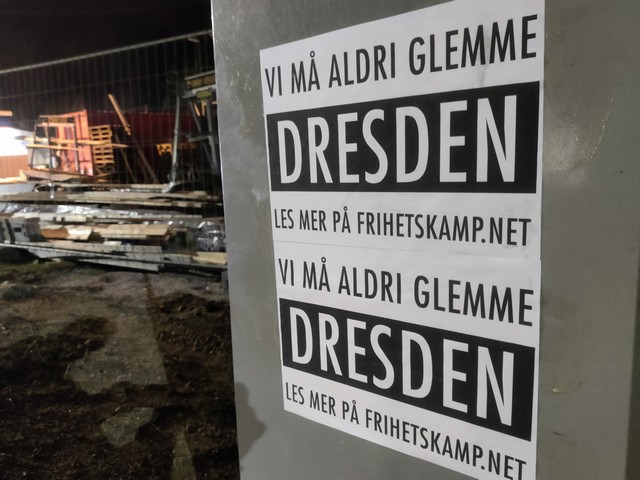 VI MÅ ALDRI GLEMME
DRESDEN
LES MER PÅ FRIHETSKAMP.NET
VI MÅ ALDRI GLEMME
DRESDEN
LES MER PÅ FRIHETSKAMP.NET